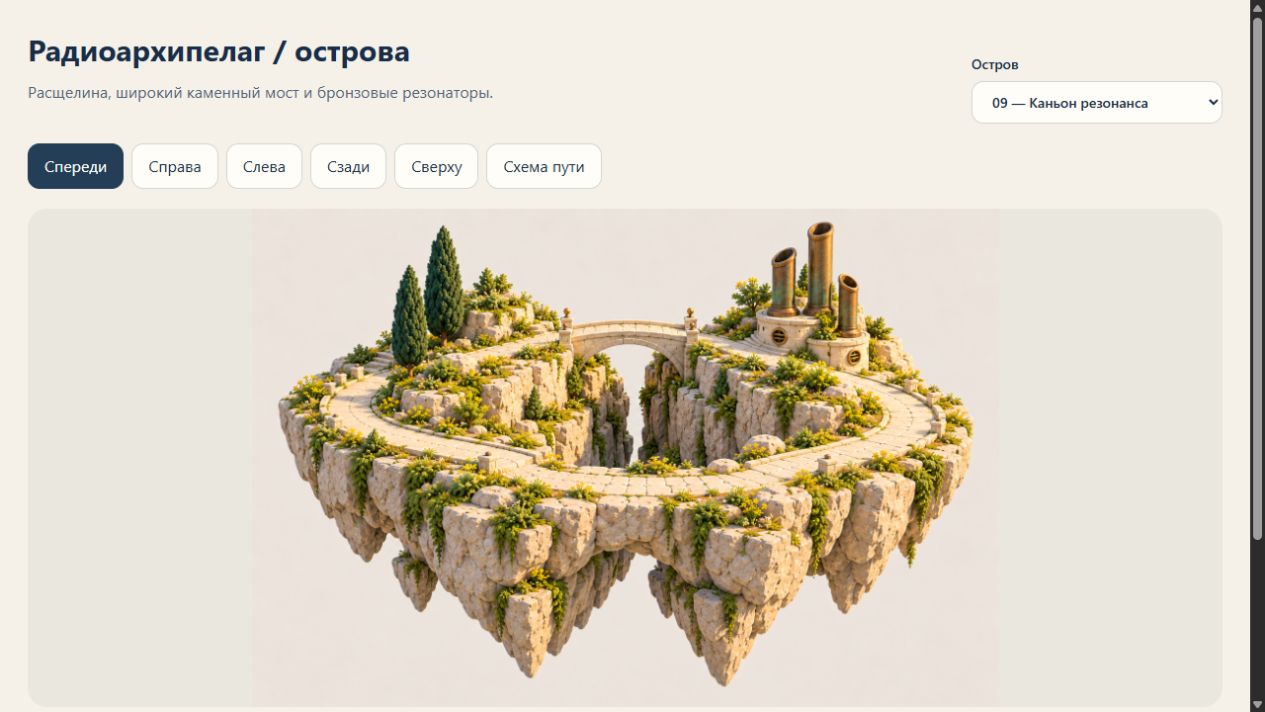 Радиоархипелаг / острова
Расщелина, широкий каменный мост и бронзовые резонаторы.
Остров
09 — Каньон резонанса
Спереди
Справа
Слева
Сзади
Сверху
Схема пути